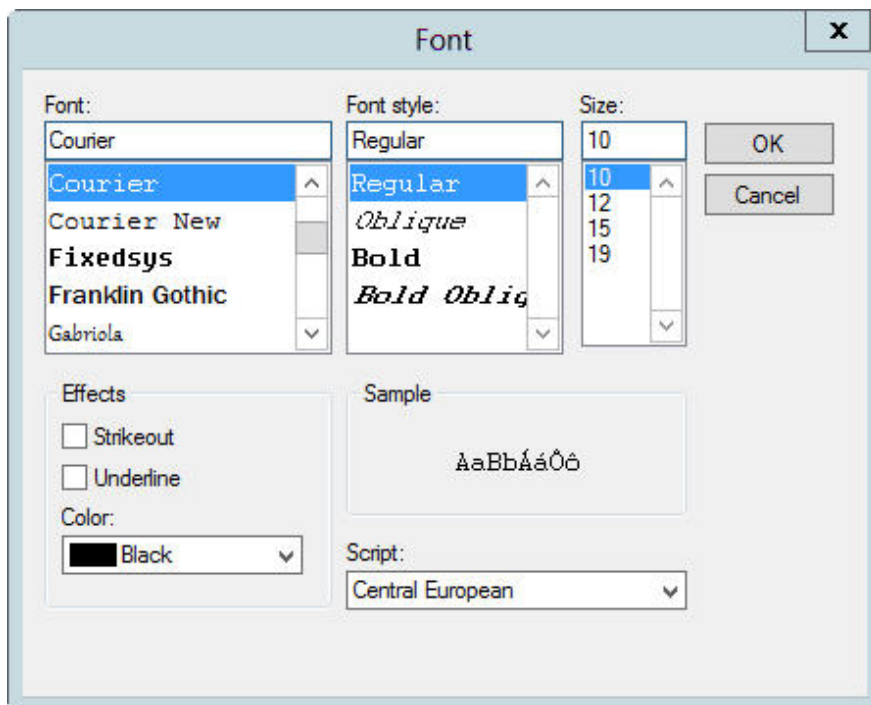 Font
x
Font:
Font style:
Size:
Courier
Regular
10
OK
Courier
Courier New
Fixedsys
Franklin Gothic
Gabriola
Regular
Oblique
Bold
Bold Obliq
10
12
15
19
Cancel
Effects
Strikeout
Underline
Color:
Black
Sample
AaBbÁáÔô
Script:
Central European